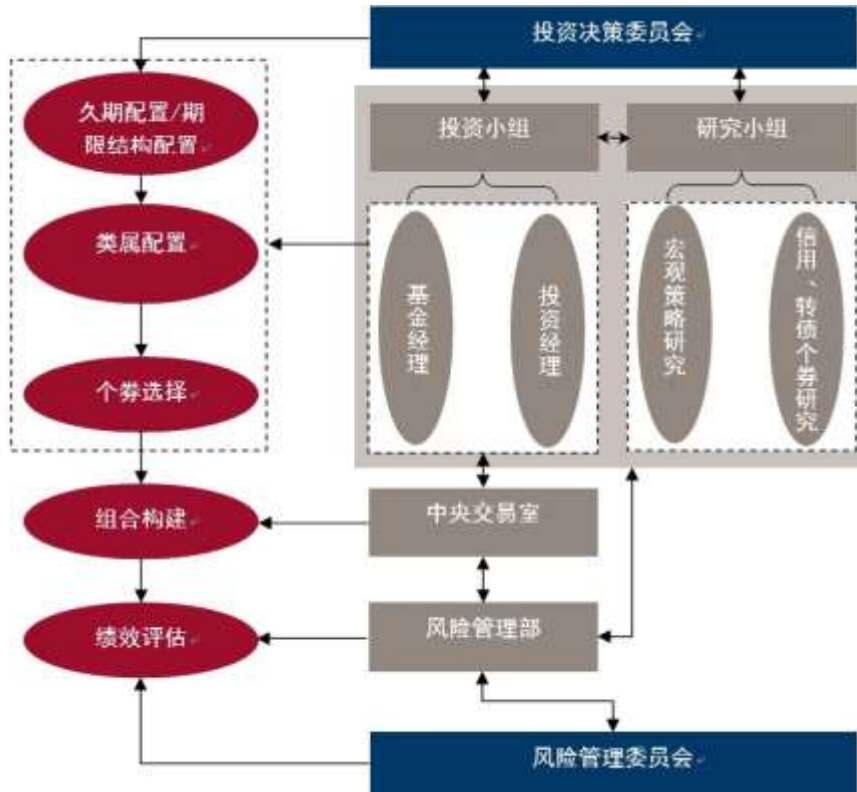 投资决策委员会
久期配置/期
限结构配置
投资小组
研究小组
类属配置
基金经理
投资经理
宏观策略研究
信用、转债个券研究
个券选择
组合构建
中央交易室
绩效评估
风险管理部
风险管理委员会